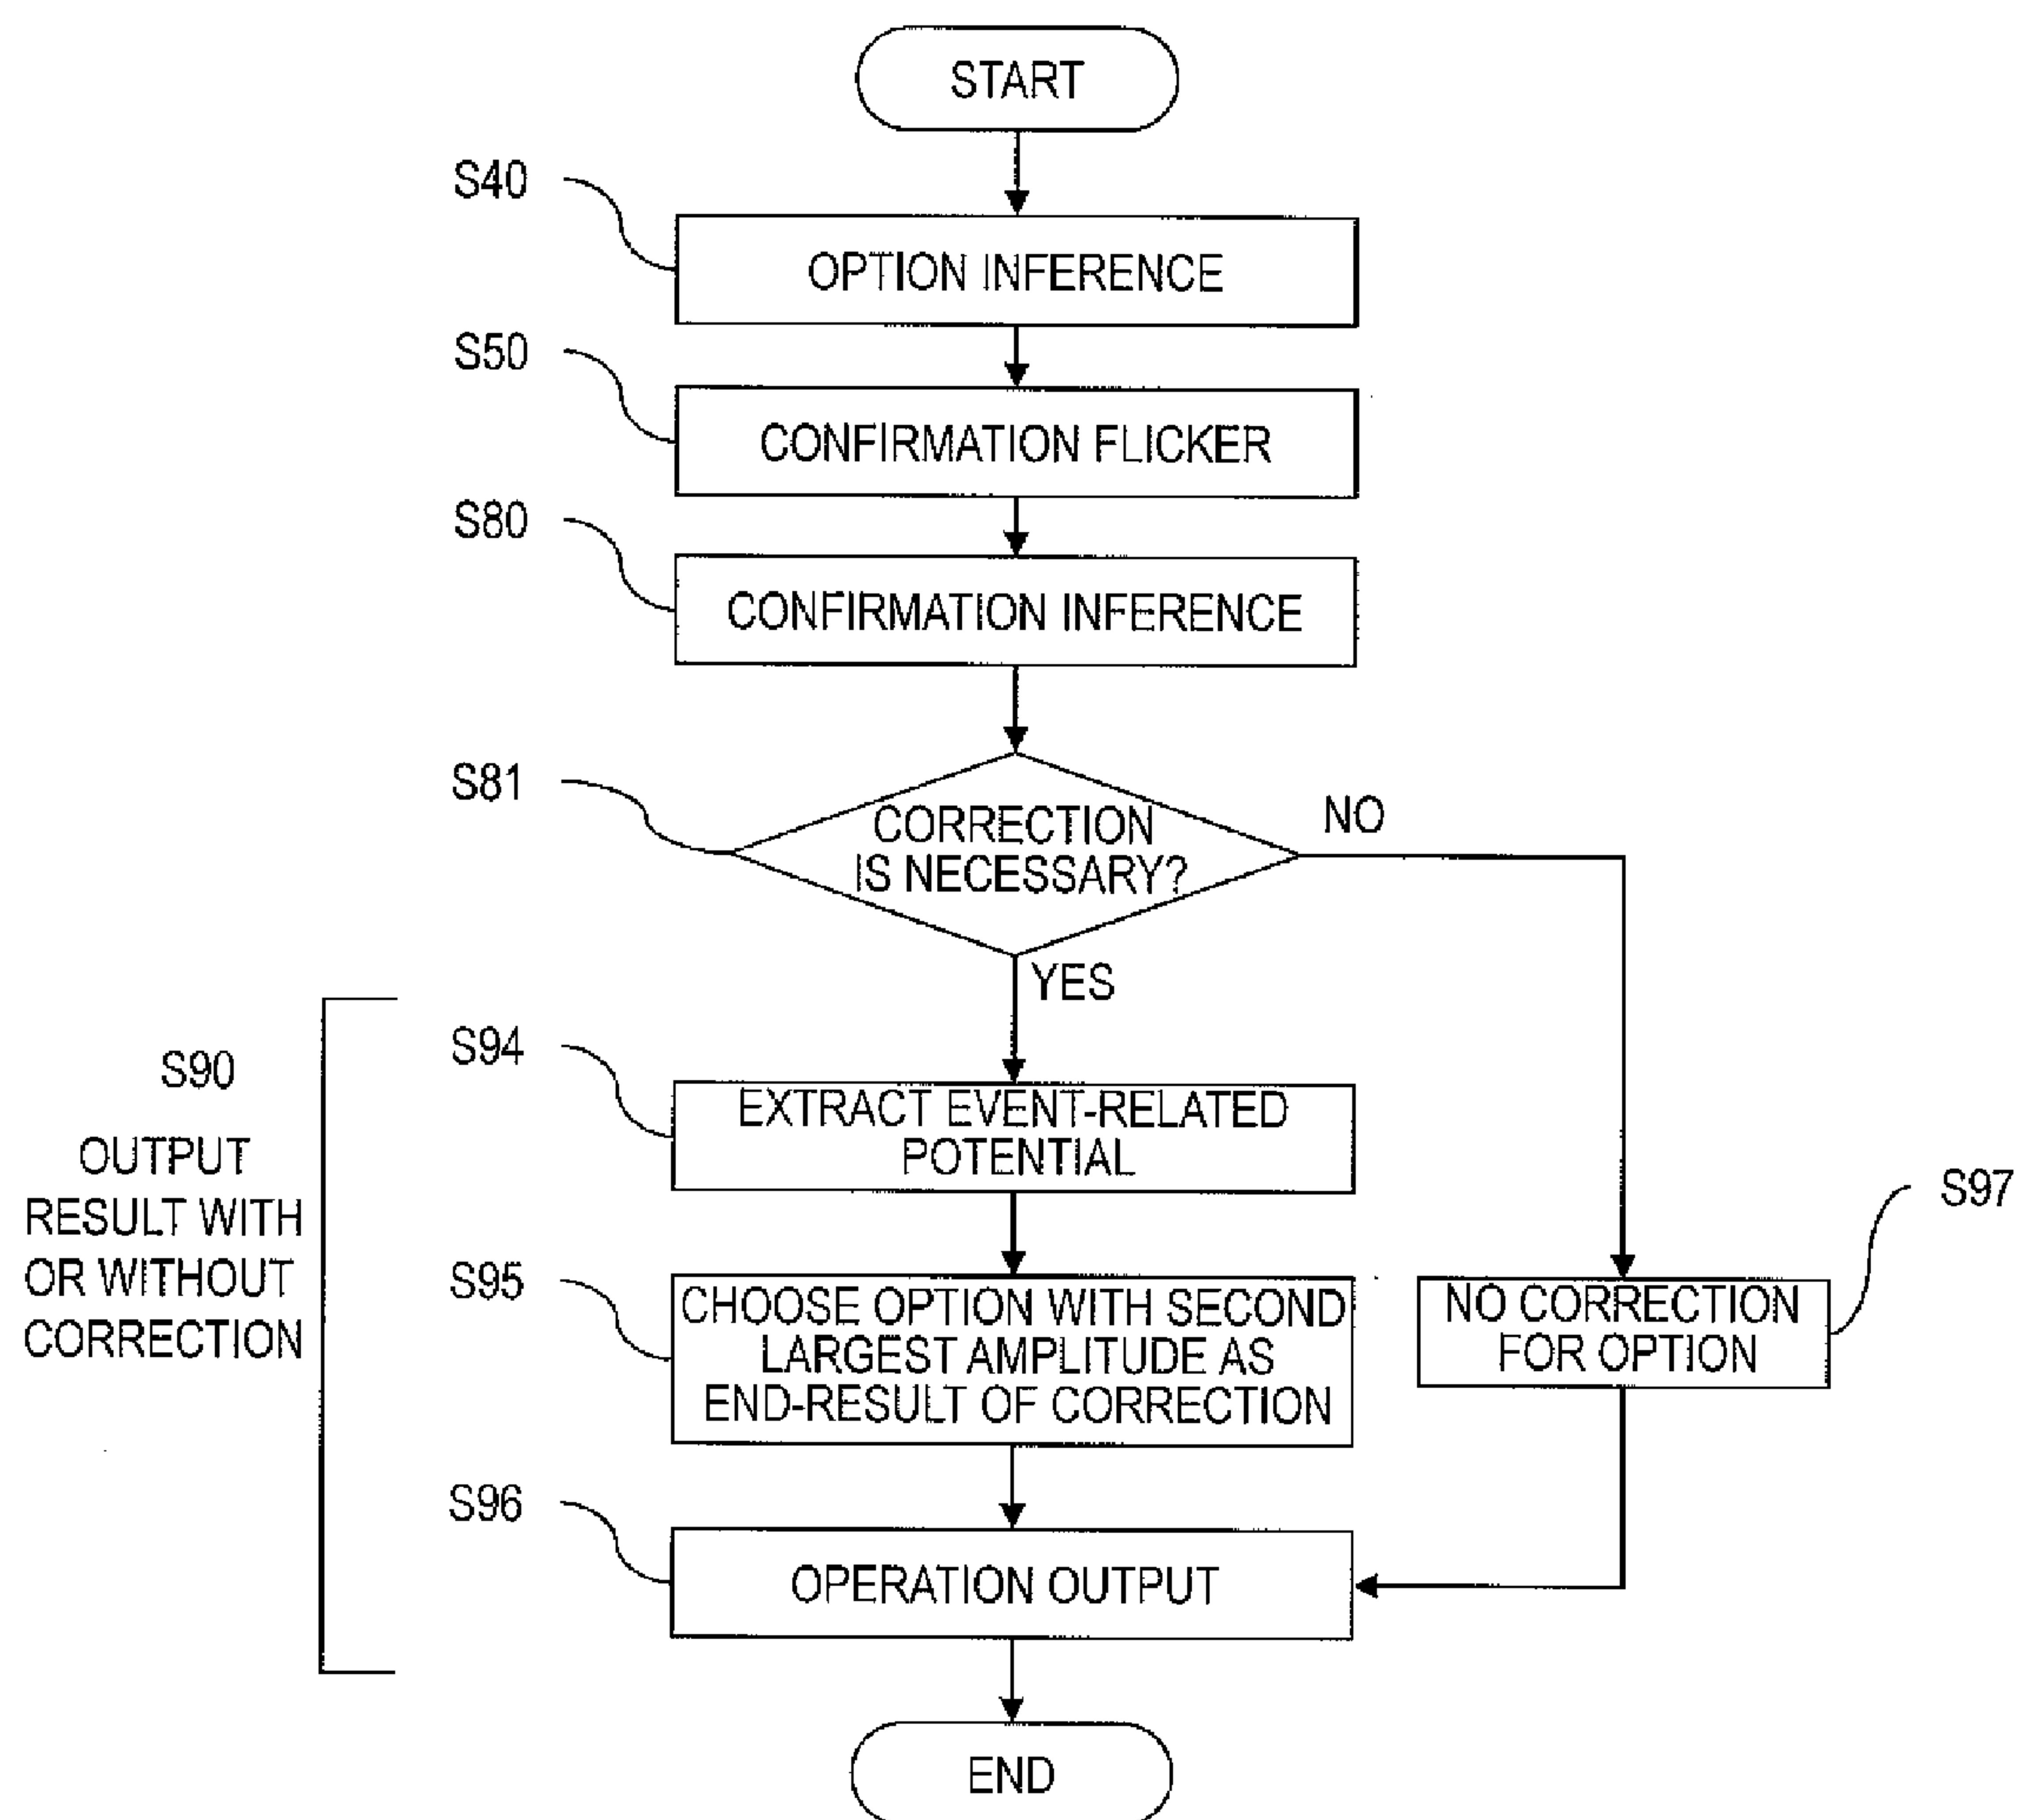 START
S40
OPTION INFERENCE
S50
CONFIRMATION FLICKER
S80
CONFIRMATION INFERENCE
S81
CORRECTION
IS NECESSARY?
NO
YES
S90
OUTPUT
RESULT WITH
OR WITHOUT
CORRECTION
S94
EXTRACT EVENT-RELATED
POTENTIAL
S95
CHOOSE OPTION WITH SECOND
LARGEST AMPLITUDE AS
END-RESULT OF CORRECTION
S97
NO CORRECTION
FOR OPTION
S96
OPERATION OUTPUT
END